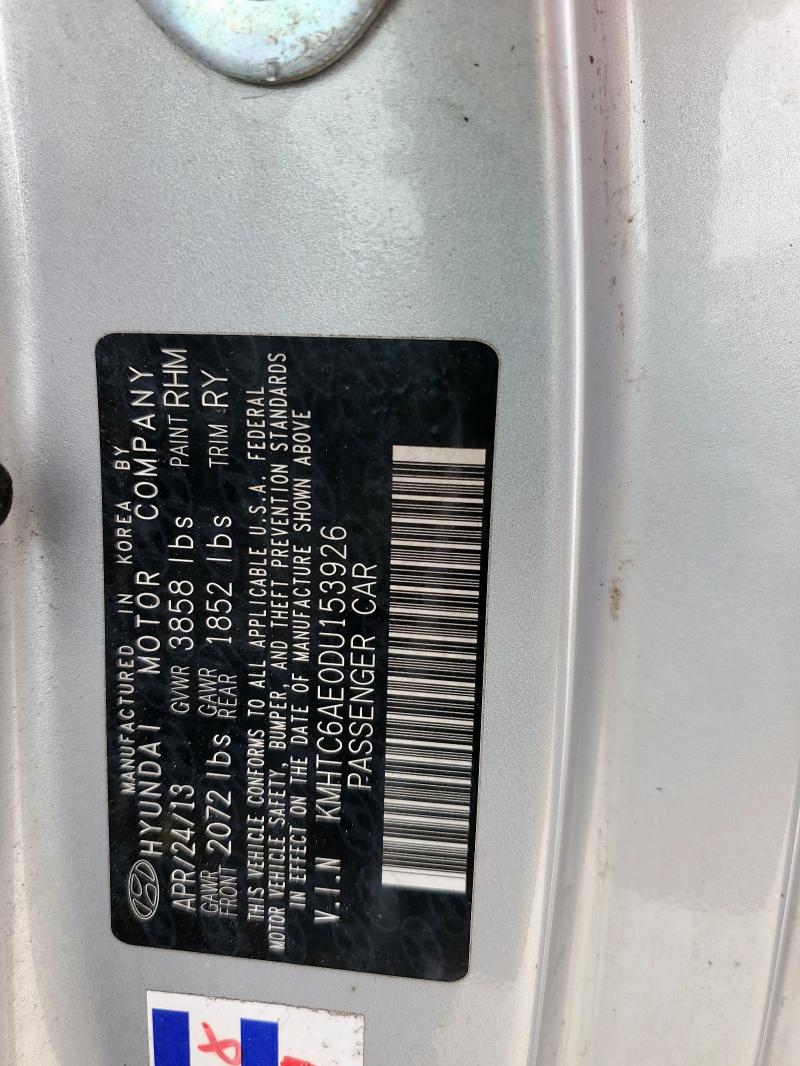 MANUFACTURED IN KOREA BY
HYUNDAI MOTOR COMPANY
APR/24/13 GVWR 3858 lbs PAINT RHM
GAWR FRONT 2072 lbs GAWR REAR 1852 lbs TRIM RY
THIS VEHICLE CONFORMS TO ALL APPLICABLE U.S.A. FEDERAL
MOTOR VEHICLE SAFETY, BUMPER, AND THEFT PREVENTION STANDARDS
IN EFFECT ON THE DATE OF MANUFACTURE SHOWN ABOVE
V.I.N KMHTC6AE0DU153926
PASSENGER CAR